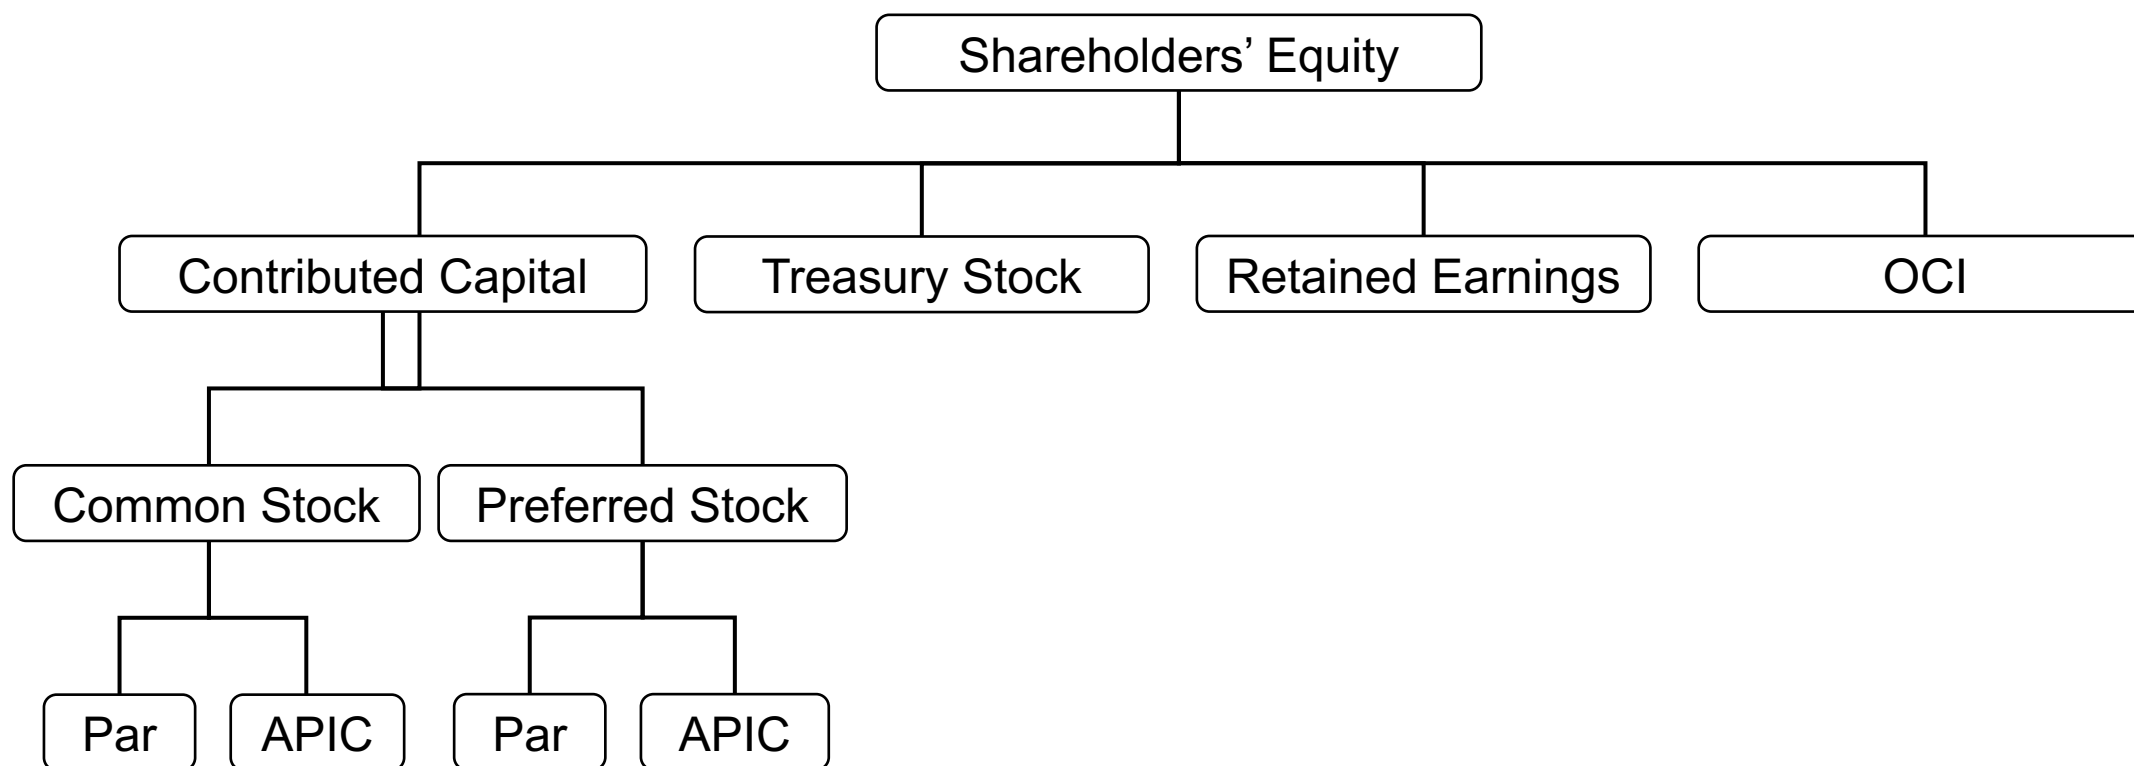 Shareholders’ Equity
Contributed Capital
Treasury Stock
Retained Earnings
OCI
Common Stock
Preferred Stock
Par
APIC
Par
APIC